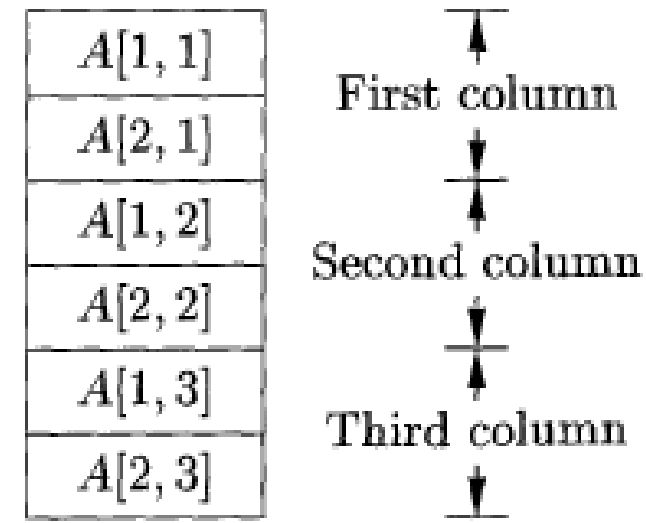 A[1, 1]
A[2, 1]
First column
A[1, 2]
A[2, 2]
Second column
A[1, 3]
A[2, 3]
Third column